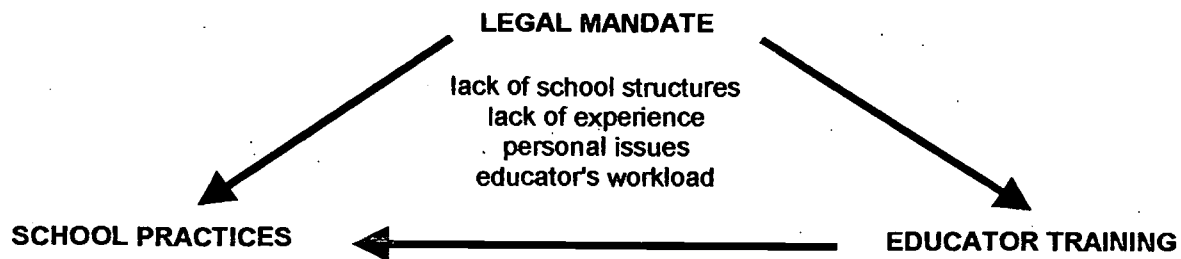 LEGAL MANDATE
lack of school structures
lack of experience
personal issues
educator's workload
SCHOOL PRACTICES
EDUCATOR TRAINING